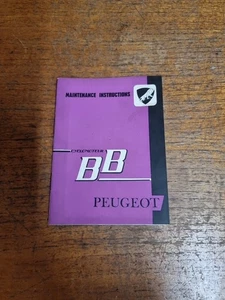 MAINTENANCE INSTRUCTIONS
CYCLOMOTEUR
BB
PEUGEOT